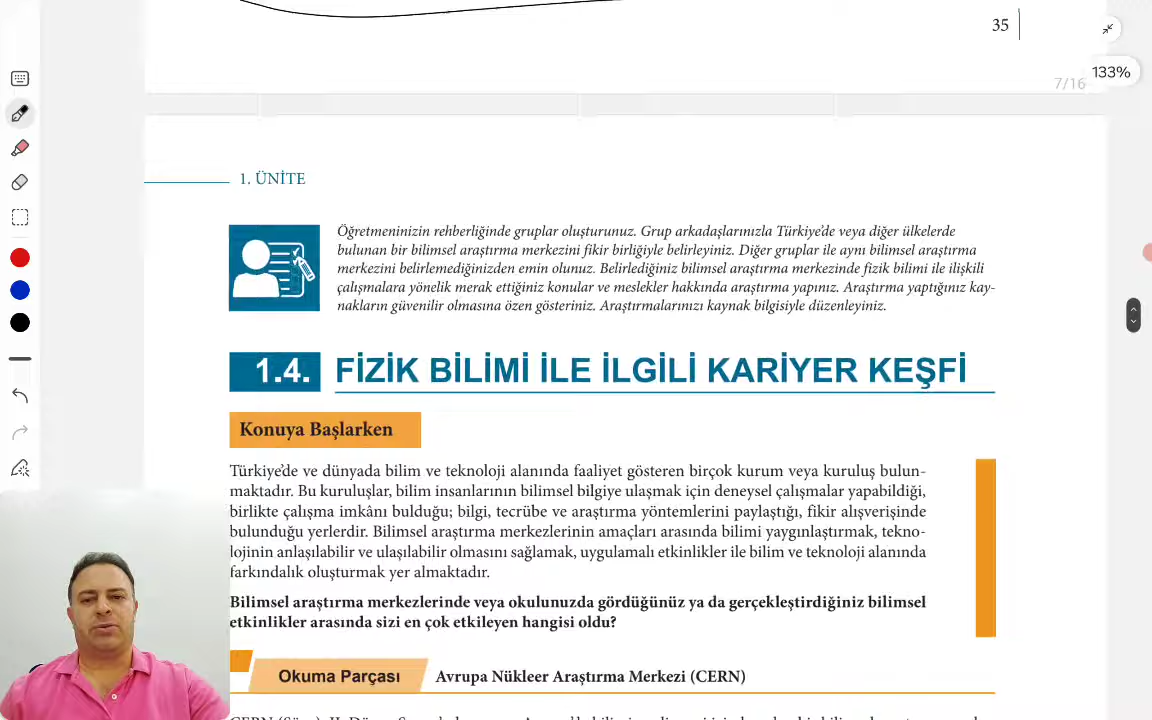 35
133%
7/16
1. ÜNİTE
Öğretmeninizin rehberliğinde gruplar oluşturunuz. Grup arkadaşlarınızla Türkiye'de veya diğer ülkelerde
bulunan bir bilimsel araştırma merkezini fikir birliğiyle belirleyiniz. Diğer gruplar ile aynı bilimsel araştırma
merkezini belirlemediğinizden emin olunuz. Belirlediğiniz bilimsel araştırma merkezinde fizik bilimi ile ilişkili
çalışmalara yönelik merak ettiğiniz konular ve meslekler hakkında araştırma yapınız. Araştırma yaptığınız kay-
nakların güvenilir olmasına özen gösteriniz. Araştırmalarınızı kaynak bilgisiyle düzenleyiniz.
1.4. FİZİK BİLİMİ İLE İLGİLİ KARİYER KEŞFİ
Konuya Başlarken
Türkiye'de ve dünyada bilim ve teknoloji alanında faaliyet gösteren birçok kurum veya kuruluş bulun-
maktadır. Bu kuruluşlar, bilim insanlarının bilimsel bilgiye ulaşmak için deneysel çalışmalar yapabildiği,
birlikte çalışma imkânı bulduğu; bilgi, tecrübe ve araştırma yöntemlerini paylaştığı, fikir alışverişinde
bulunduğu yerlerdir. Bilimsel araştırma merkezlerinin amaçları arasında bilimi yaygınlaştırmak, tekno-
lojinin anlaşılabilir ve ulaşılabilir olmasını sağlamak, uygulamalı etkinlikler ile bilim ve teknoloji alanında
farkındalık oluşturmak yer almaktadır.
Bilimsel araştırma merkezlerinde veya okulunuzda gördüğünüz ya da gerçekleştirdiğiniz bilimsel
etkinlikler arasında sizi en çok etkileyen hangisi oldu?
Okuma Parçası Avrupa Nükleer Araştırma Merkezi (CERN)